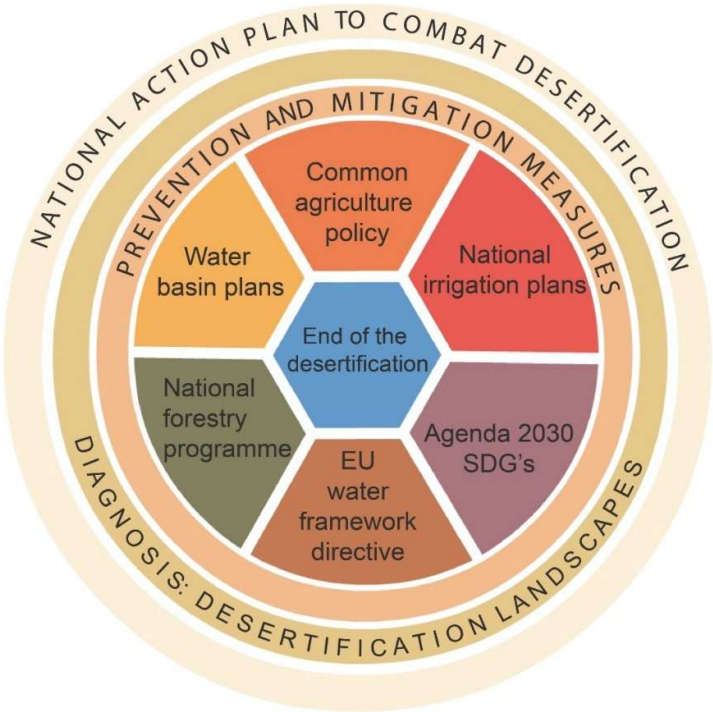 NATIONAL ACTION PLAN TO COMBAT DESERTIFICATION
PREVENTION AND MITIGATION MEASURES
Common
agriculture
policy
Water
basin plans
National
irrigation plans
End of the
desertification
National
forestry
programme
Agenda 2030
SDG's
EU
water
framework
directive
DIAGNOSIS: DESERTIFICATION LANDSCAPES